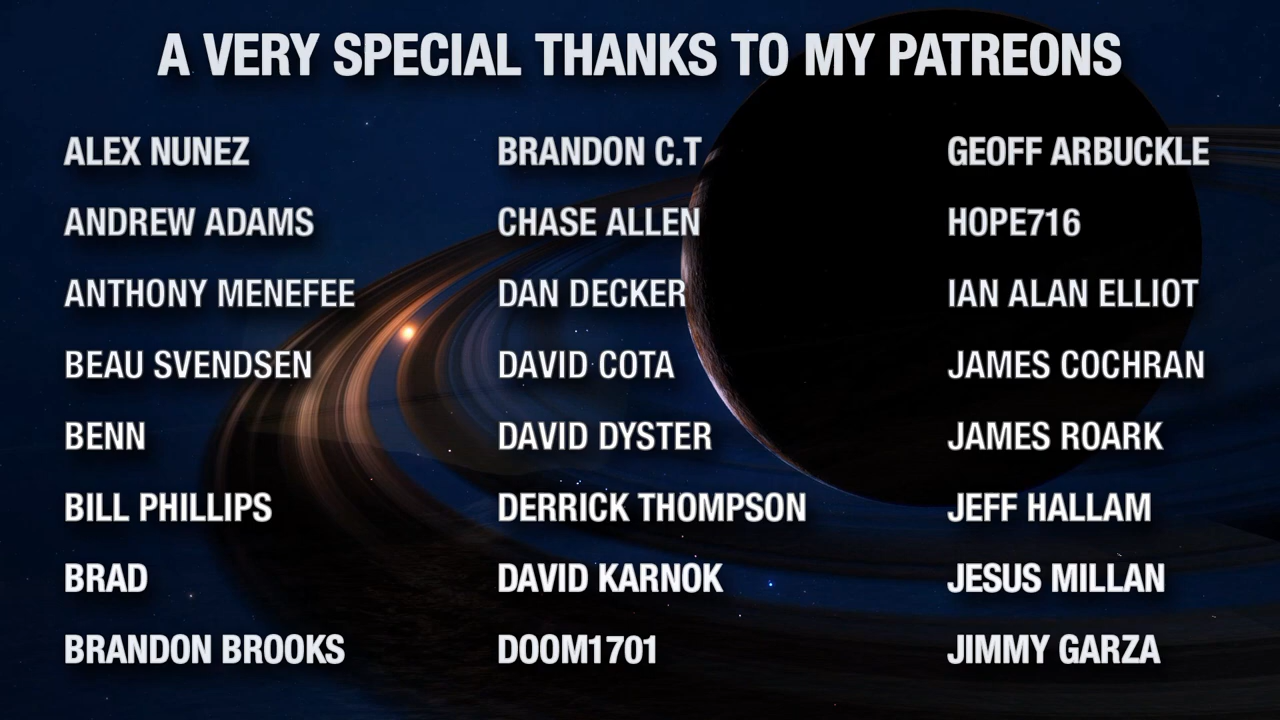 A VERY SPECIAL THANKS TO MY PATREONS
ALEX NUNEZ
ANDREW ADAMS
ANTHONY MENEFEE
BEAU SVENDSEN
BENN
BILL PHILLIPS
BRAD
BRANDON BROOKS
BRANDON C.T
CHASE ALLEN
DAN DECKER
DAVID COTA
DAVID DYSTER
DERRICK THOMPSON
DAVID KARNOK
DOOM1701
GEOFF ARBUCKLE
HOPE716
IAN ALAN ELLIOT
JAMES COCHRAN
JAMES ROARK
JEFF HALLAM
JESUS MILLAN
JIMMY GARZA